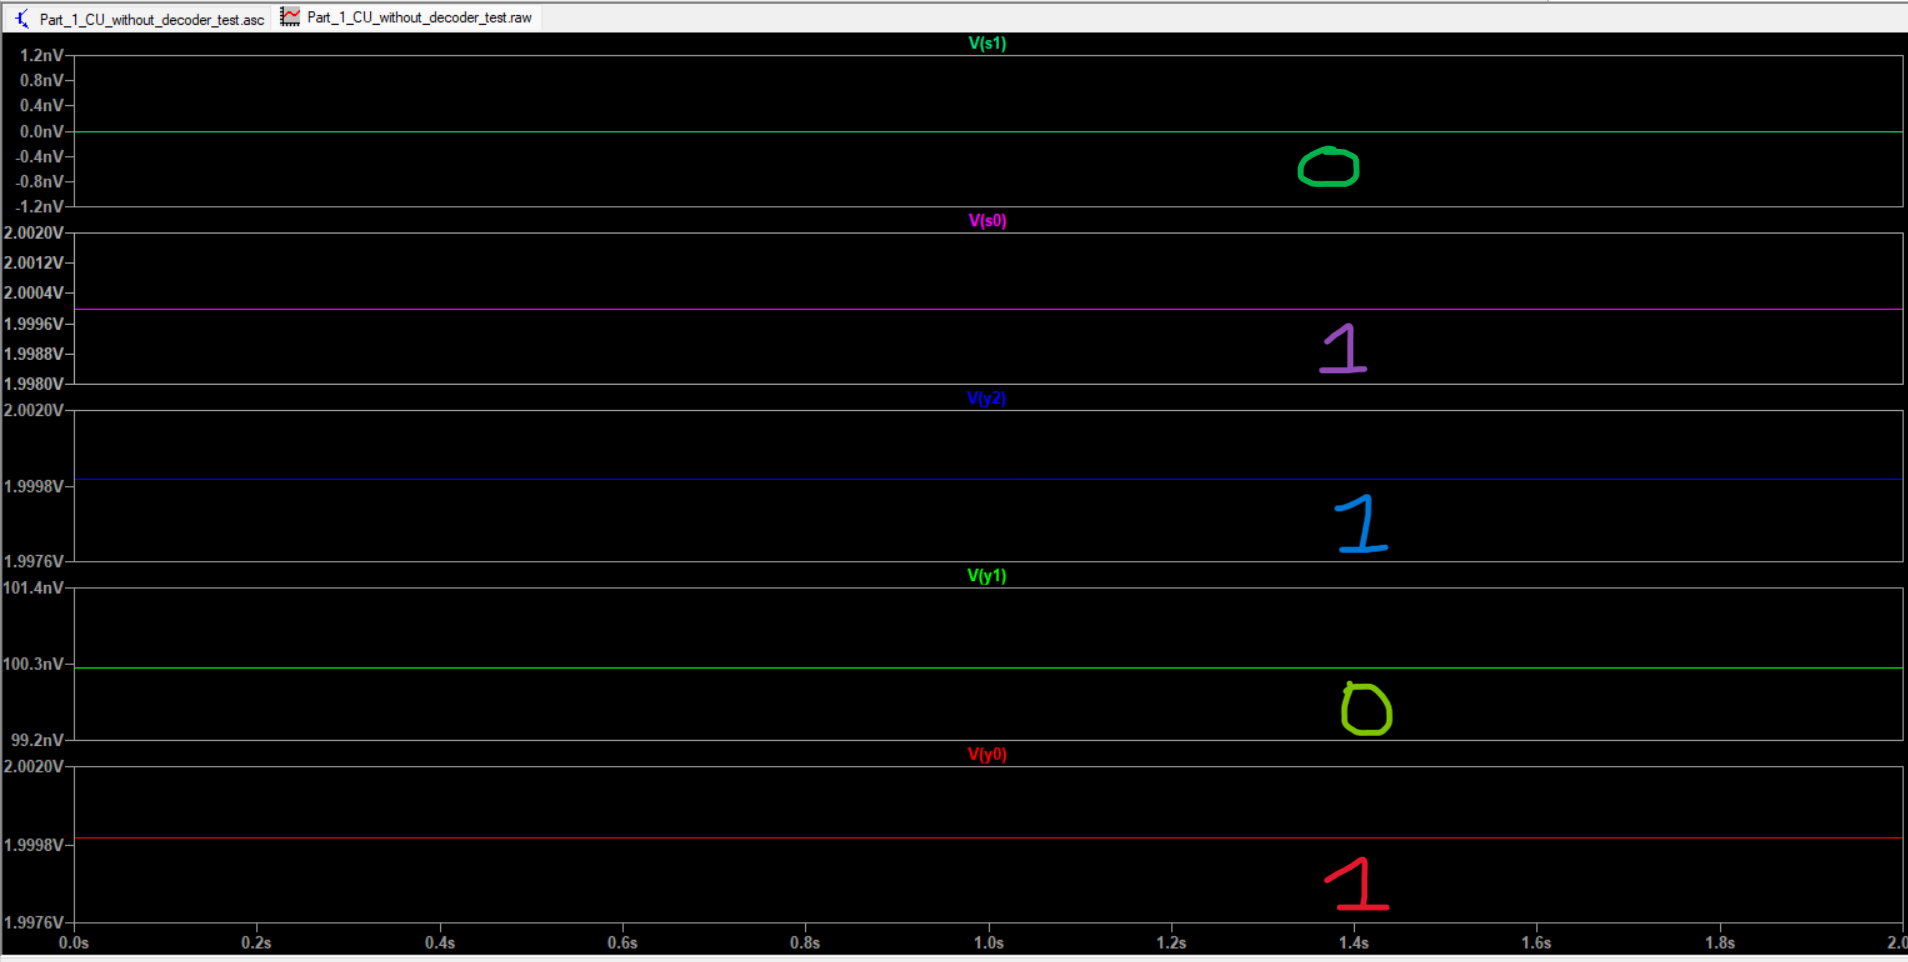 Part_1_CU_without_decoder_test.asc Part_1_CU_without_decoder_test.raw
V(s1)
1.2nV
0.8nV
0.4nV
0.0nV
-0.4nV
-0.8nV
-1.2nV
0
V(s0)
2.0020V
2.0012V
2.0004V
1.9996V
1.9988V
1.9980V
1
V(y2)
2.0020V
1.9998V
1.9976V
1
V(y1)
101.4nV
100.3nV
99.2nV
0
V(y0)
2.0020V
1.9998V
1.9976V
1
0.0s 0.2s 0.4s 0.6s 0.8s 1.0s 1.2s 1.4s 1.6s 1.8s 2.0